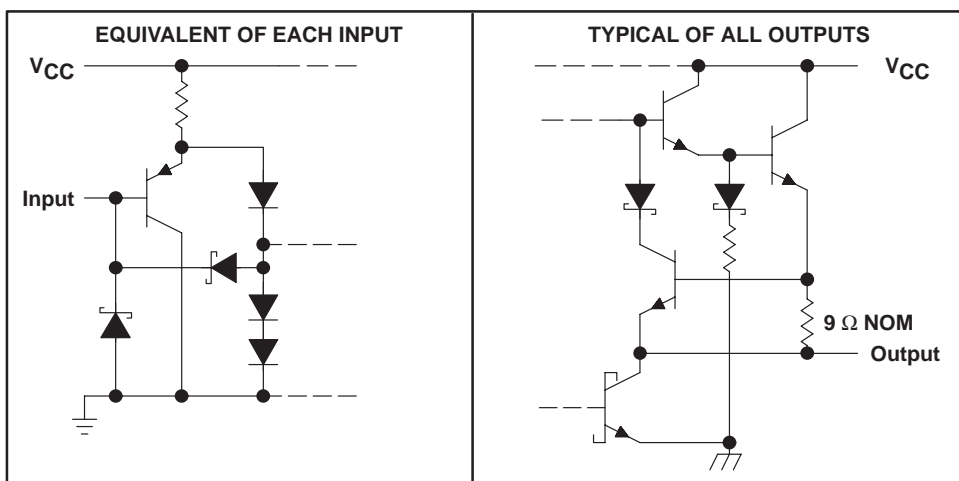 EQUIVALENT OF EACH INPUT
VCC
Input
TYPICAL OF ALL OUTPUTS
VCC
9 Ω NOM
Output